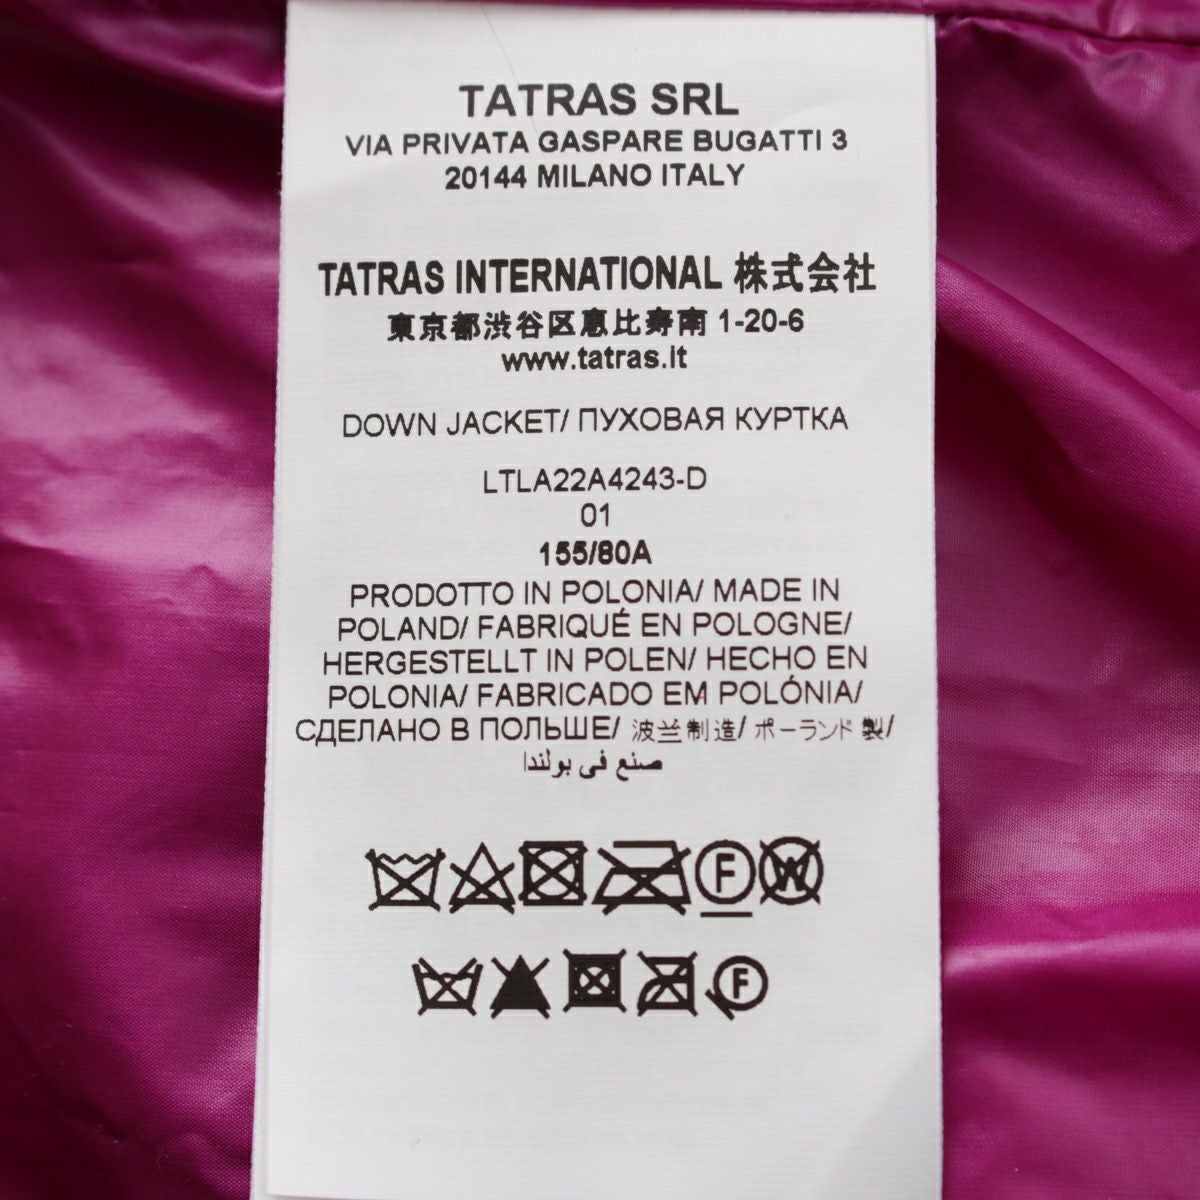 TATRAS SRL
VIA PRIVATA GASPARE BUGATTI 3
20144 MILANO ITALY
TATRAS INTERNATIONAL 株式会社
東京都渋谷区恵比寿南 1-20-6
www.tatras.it
DOWN JACKET/ ПУХОВАЯ КУРТКА
LTLA22A4243-D
01
155/80A
PRODOTTO IN POLONIA/ MADE IN
POLAND/ FABRIQUÉ EN POLOGNE/
HERGESTELLT IN POLEN/ HECHO EN
POLONIA/ FABRICADO EM POLÓNIA/
СДЕЛАНО В ПОЛЬШЕ/ 波兰制造/ ポーランド 製/
صنع في بولندا
F W
F